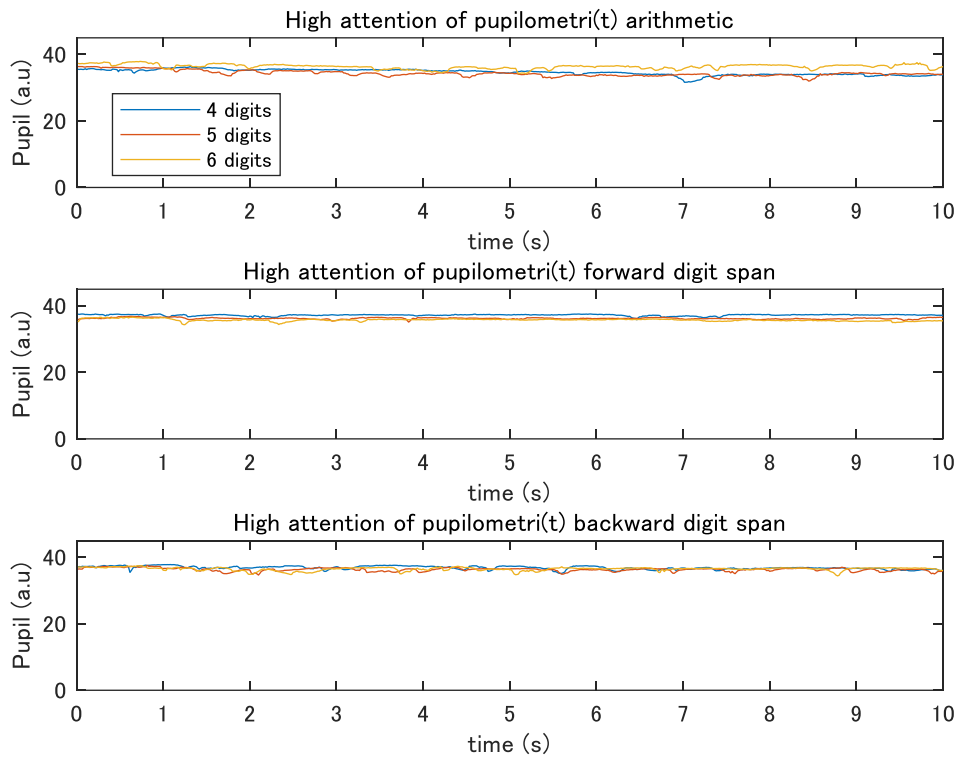 High attention of pupilometri(t) arithmetic
Pupil (a.u)
40
20
0
4 digits
5 digits
6 digits
0 1 2 3 4 5 6 7 8 9 10
time (s)
High attention of pupilometri(t) forward digit span
Pupil (a.u)
40
20
0
0 1 2 3 4 5 6 7 8 9 10
time (s)
High attention of pupilometri(t) backward digit span
Pupil (a.u)
40
20
0
0 1 2 3 4 5 6 7 8 9 10
time (s)